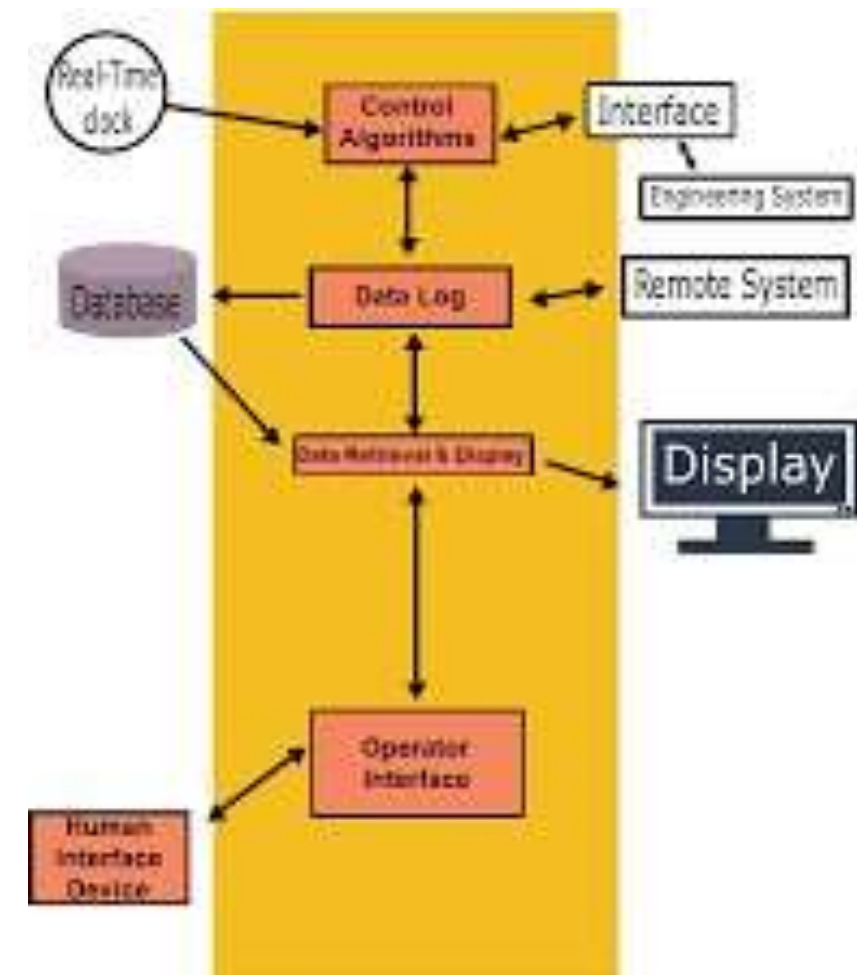 Real-Time
clock
Control
Algorithms
Interface
Engineering System
Database
Data Log
Remote System
Data Retrieval & Display
Display
Operator
Interface
Human
Interface
Device